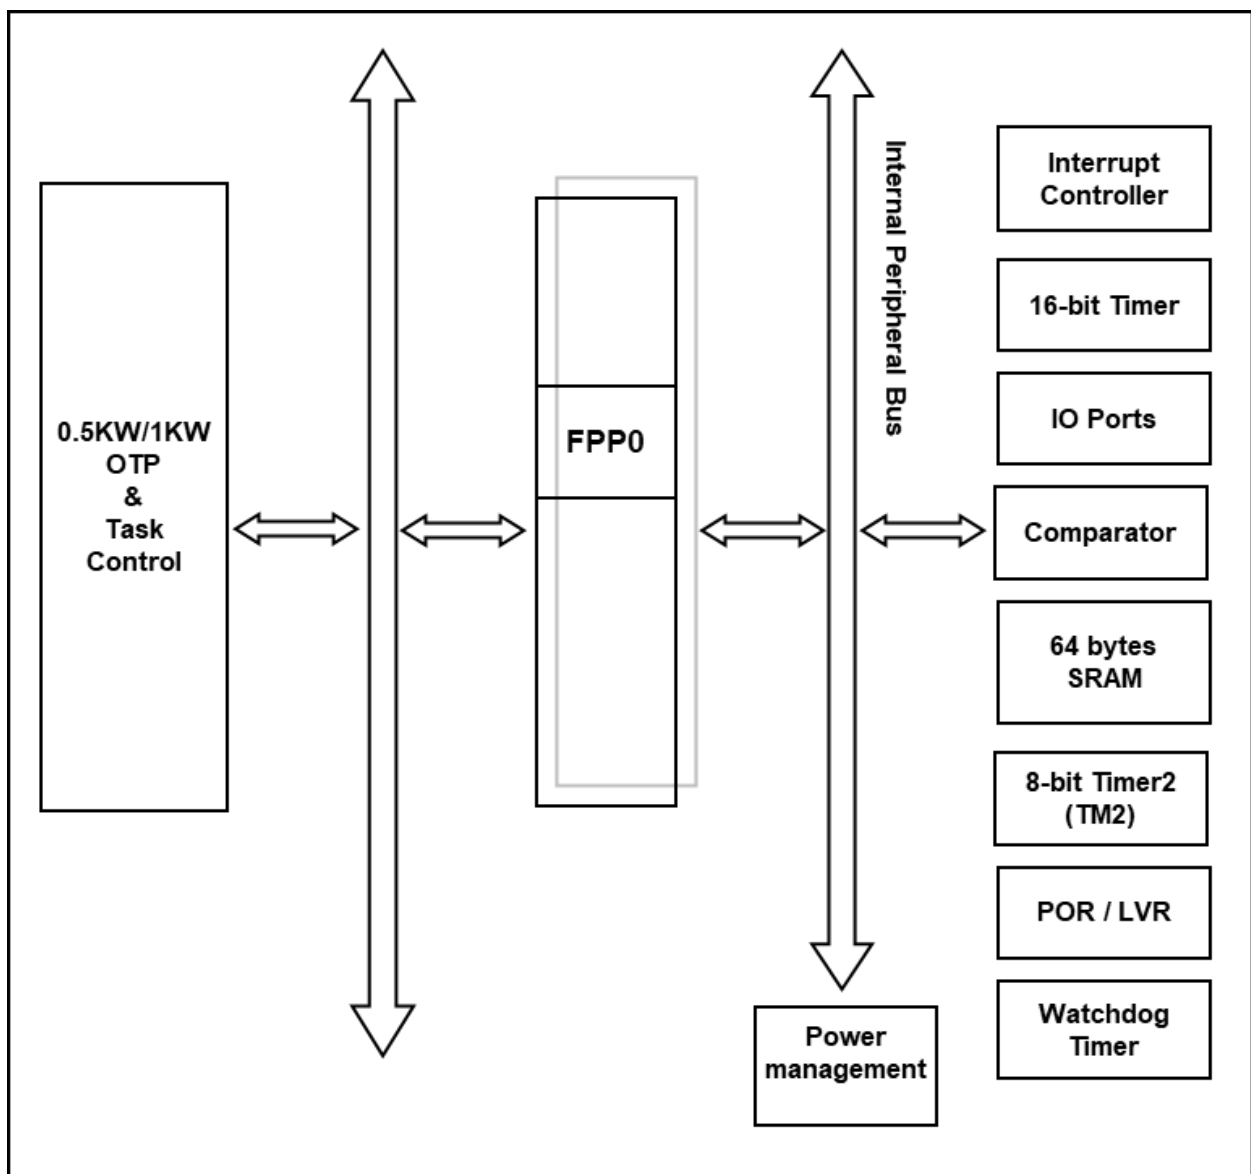 0.5KW/1KW
OTP
&
Task
Control
FPP0
Internal Peripheral Bus
Interrupt
Controller
16-bit Timer
IO Ports
Comparator
64 bytes
SRAM
8-bit Timer2
(TM2)
POR / LVR
Watchdog
Timer
Power
management